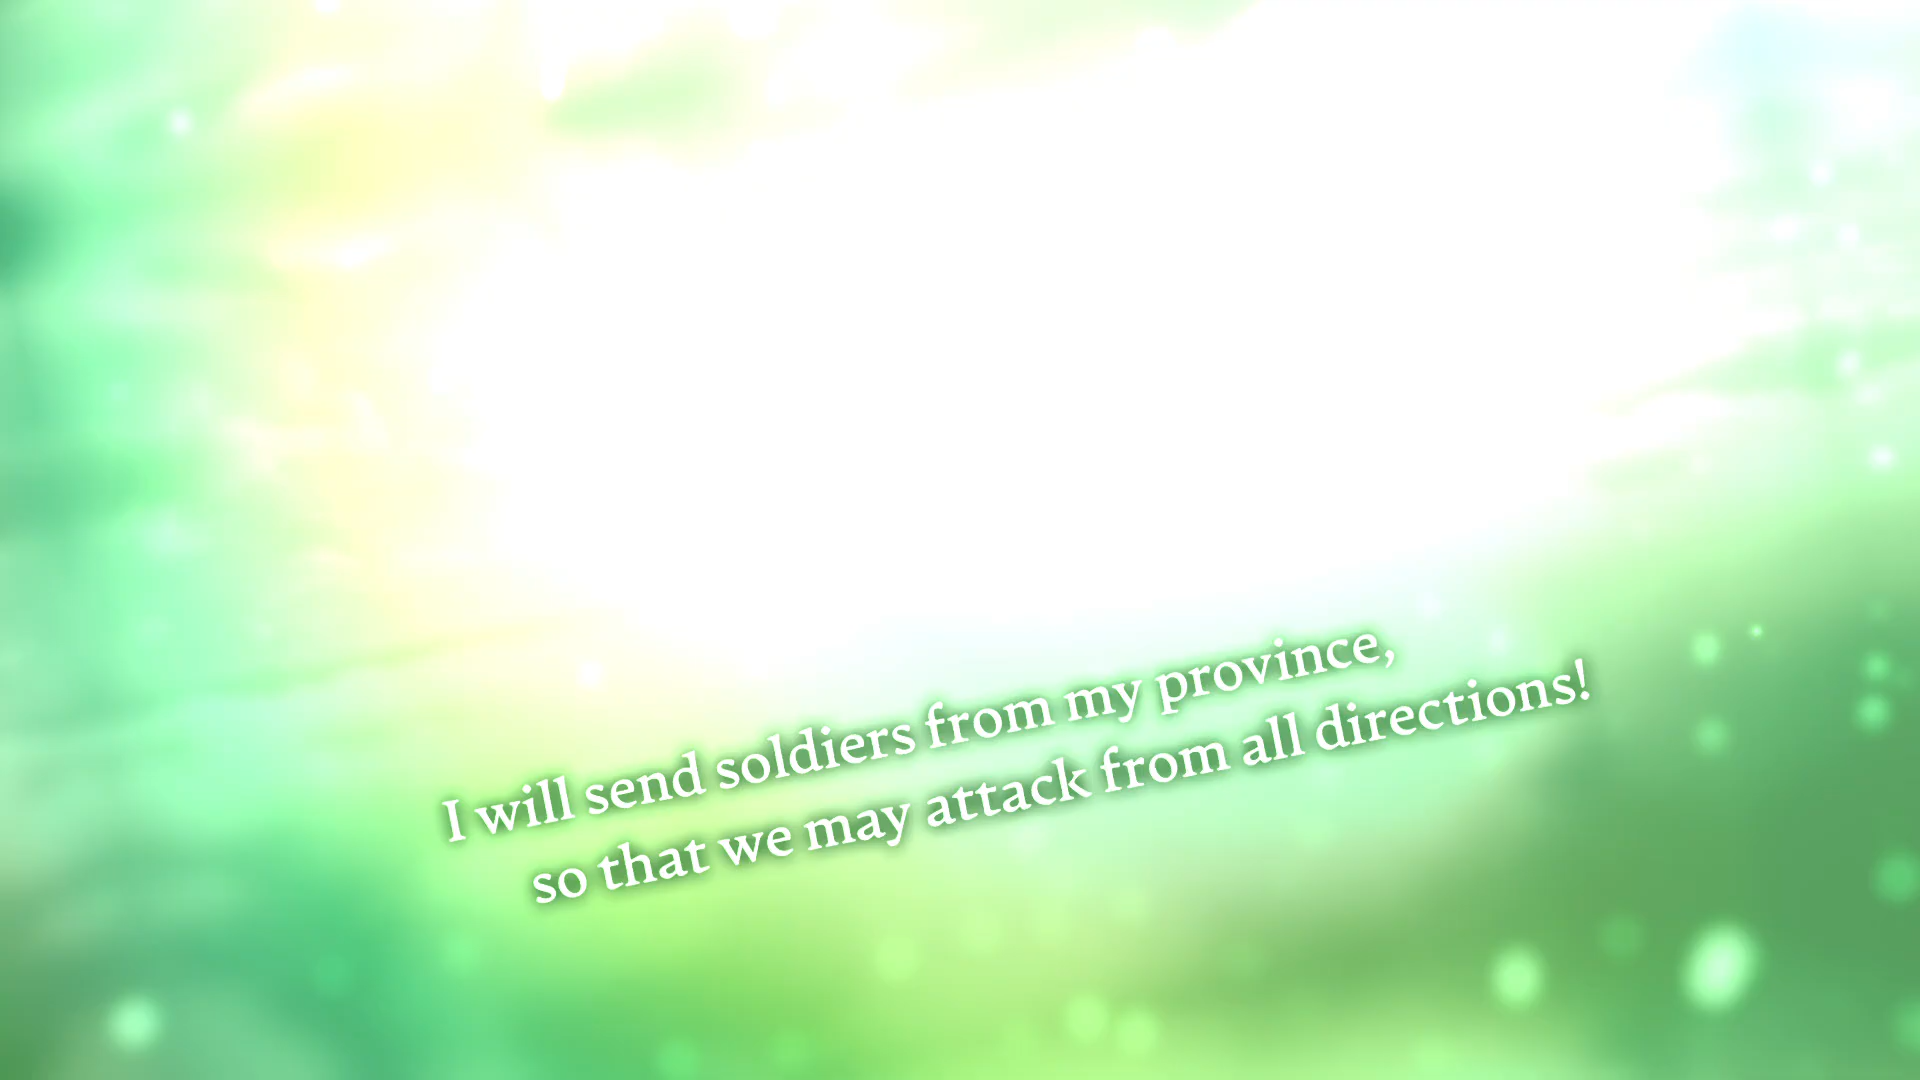 I will send soldiers from my province,
so that we may attack from all directions!